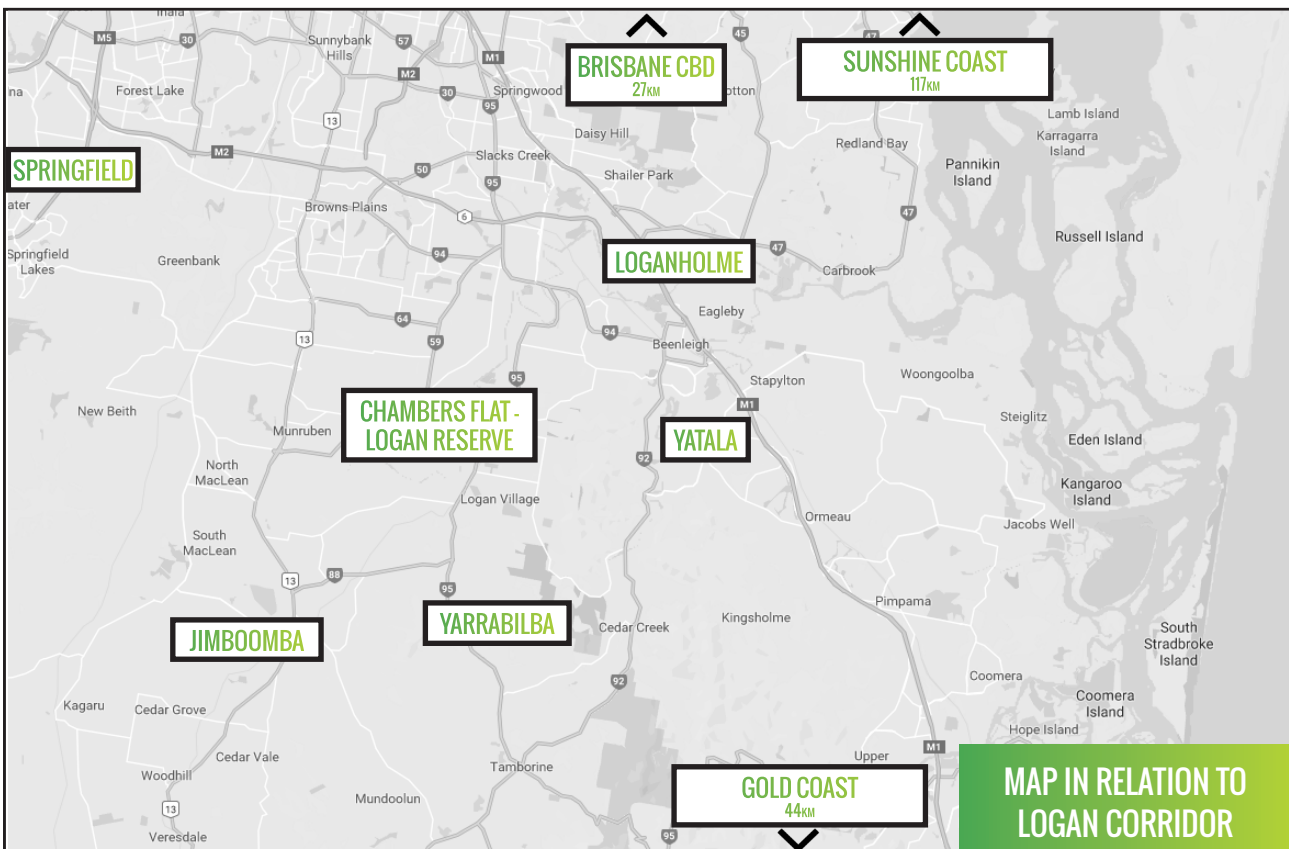 Inala
M5
30
Sunnybank
Hills
57
M1
45
47
BRISBANE CBD
27KM
SUNSHINE COAST
117KM
M2
Forest Lake
30
Springwood
95
13
Lamb Island
Daisy Hill
Karragarra
Island
Redland Bay
M2
Slacks Creek
SPRINGFIELD
50
Pannikin
Island
Shailer Park
95
Browns Plains
6
47
Russell Island
Springfield
Lakes
Greenbank
94
47
LOGANHOLME
Carbrook
Eagleby
64
94
13
59
Beenleigh
Woongoolba
95
Stapylton
New Beith
M1
CHAMBERS FLAT -
LOGAN RESERVE
Steiglitz
Munruben
YATALA
Eden Island
92
North
MacLean
Kangaroo
Island
Logan Village
Ormeau
Jacobs Well
South
MacLean
88
13
95
Pimpama
Kingsholme
YARRABILBA
Cedar Creek
JIMBOOMBA
South
Stradbroke
Island
92
Coomera
Kagaru
Cedar Grove
Coomera
Island
Hope Island
M1
Cedar Vale
Upper
Tamborine
Woodhill
GOLD COAST
44KM
Mundoolun
13
Veresdale
95
MAP IN RELATION TO
LOGAN CORRIDOR